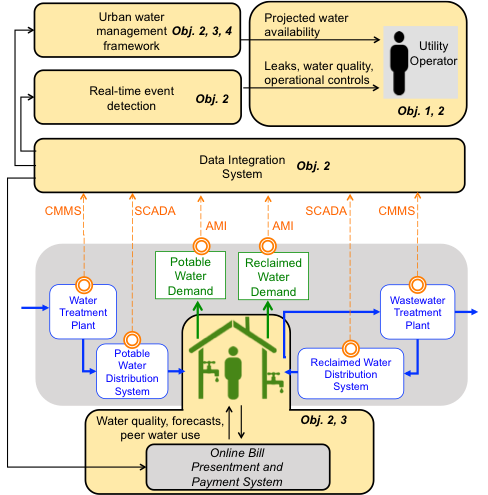 Urban water
management Obj. 2, 3, 4
framework
Projected water
availability
Utility
Operator
Leaks, water quality,
operational controls
Obj. 1, 2
Real-time event
detection Obj. 2
Data Integration
System Obj. 2
CMMS
SCADA
AMI
AMI
SCADA
CMMS
Potable
Water
Demand
Reclaimed
Water
Demand
Water
Treatment
Plant
Wastewater
Treatment
Plant
Potable
Water
Distribution
System
Reclaimed Water
Distribution
System
Water quality, forecasts,
peer water use
Obj. 2, 3
Online Bill
Presentment and
Payment System